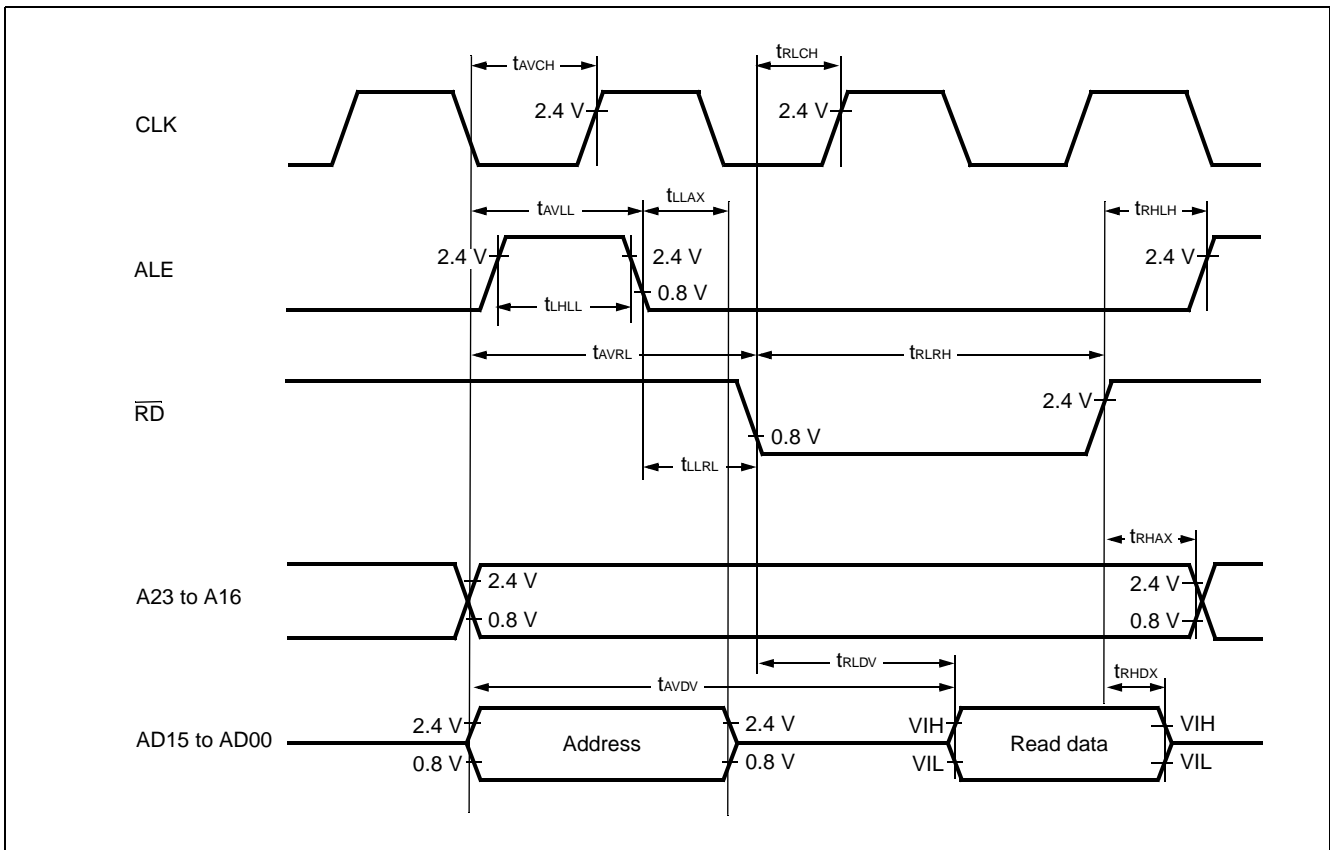 tAVCH
tRLCH
CLK
2.4 V
2.4 V
tAVLL
tLLAX
tRHLH
ALE
2.4 V
2.4 V
2.4 V
0.8 V
tLHLL
tAVRL
tRLRH
RD
2.4 V
0.8 V
tLLRL
tRHAX
A23 to A16
2.4 V
2.4 V
0.8 V
0.8 V
tRLDV
tAVDV
tRHDX
AD15 to AD00
2.4 V
Address
2.4 V
VIH
Read data
VIH
0.8 V
0.8 V
VIL
VIL